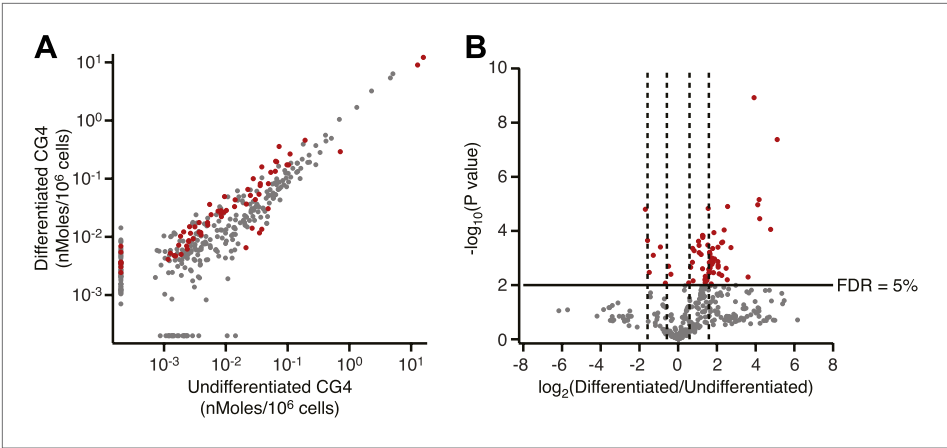 A
10¹
10⁰
10⁻¹
10⁻²
10⁻³
Differentiated CG4
(nMoles/10⁶ cells)
10⁻³ 10⁻² 10⁻¹ 10⁰ 10¹
Undifferentiated CG4
(nMoles/10⁶ cells)
B
10
8
6
4
2
0
-log₁₀(P value)
FDR = 5%
-8 -6 -4 -2 0 2 4 6 8
log₂(Differentiated/Undifferentiated)